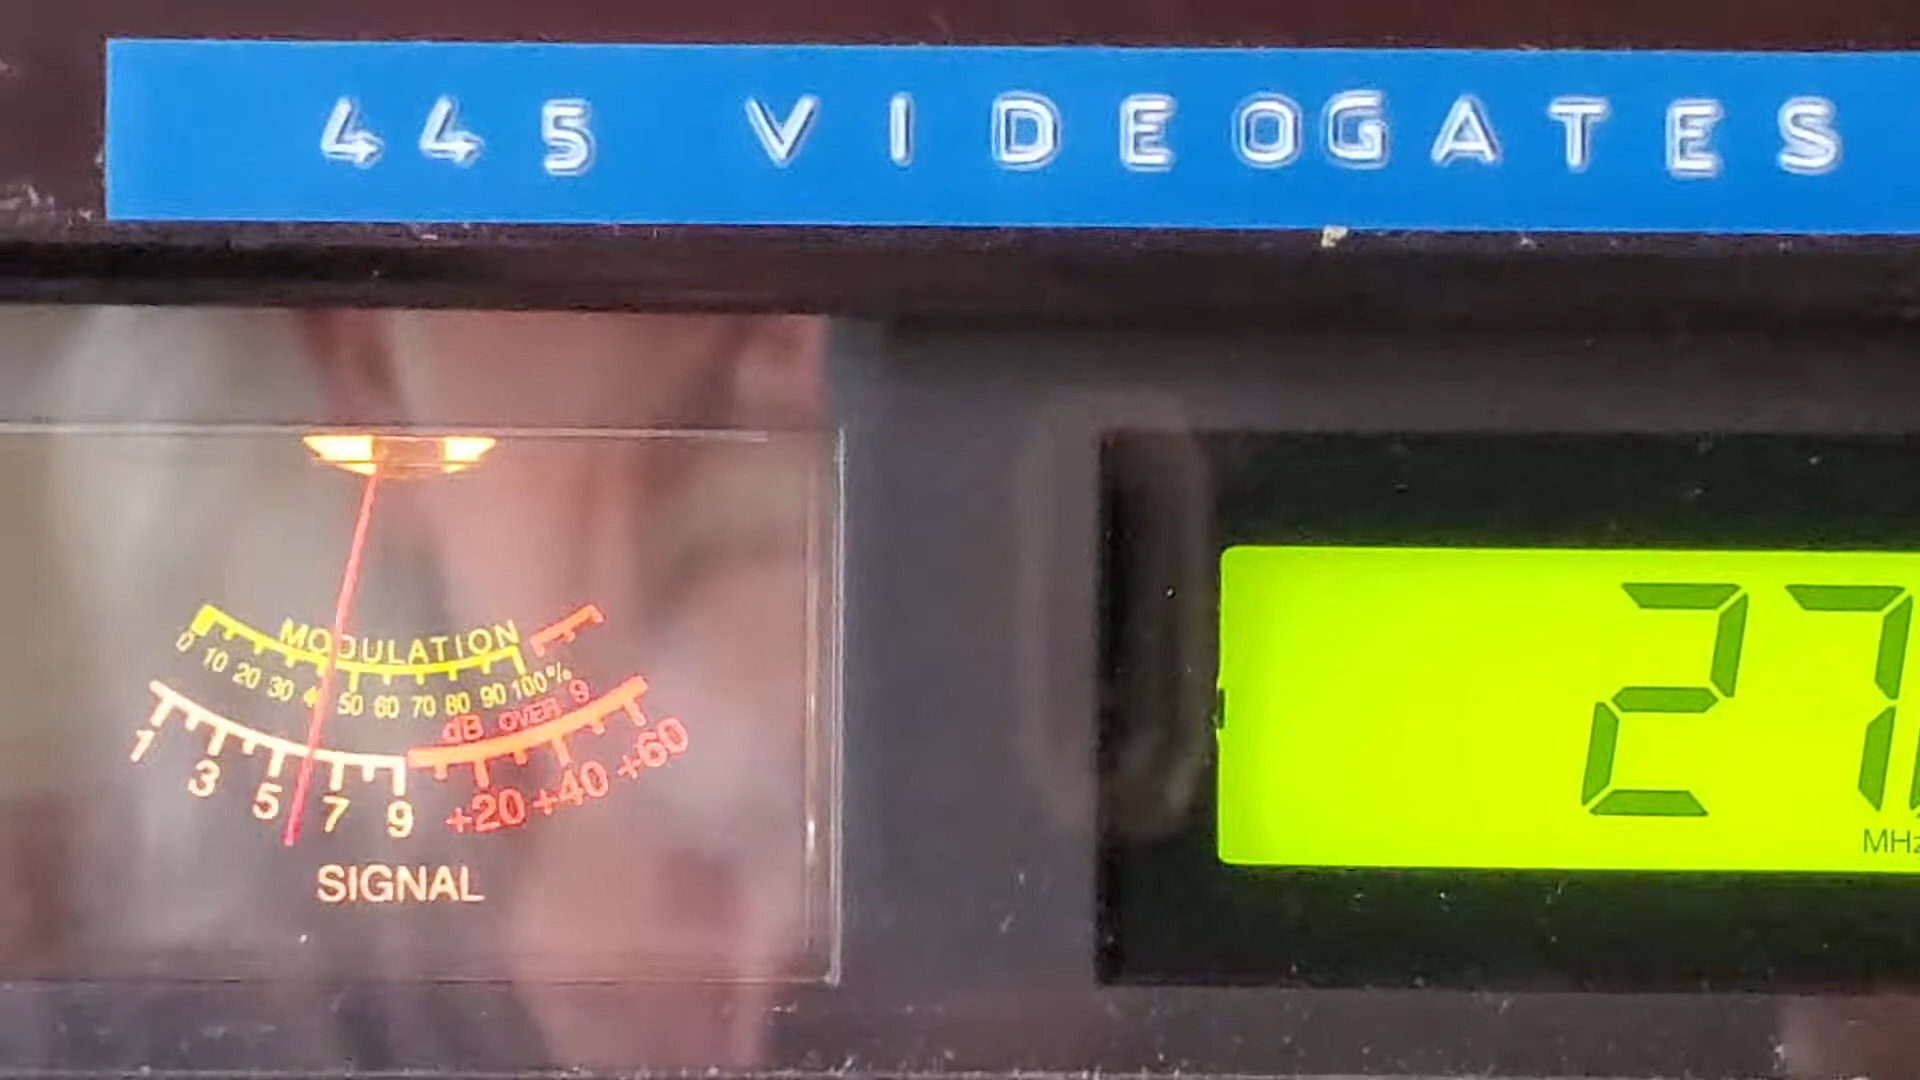 445 VIDEOGATES
MODULATION
0 10 20 30 40 50 60 70 80 90 100%
dB OVER 9
1 3 5 7 9 +20 +40 +60
SIGNAL
27
MHz